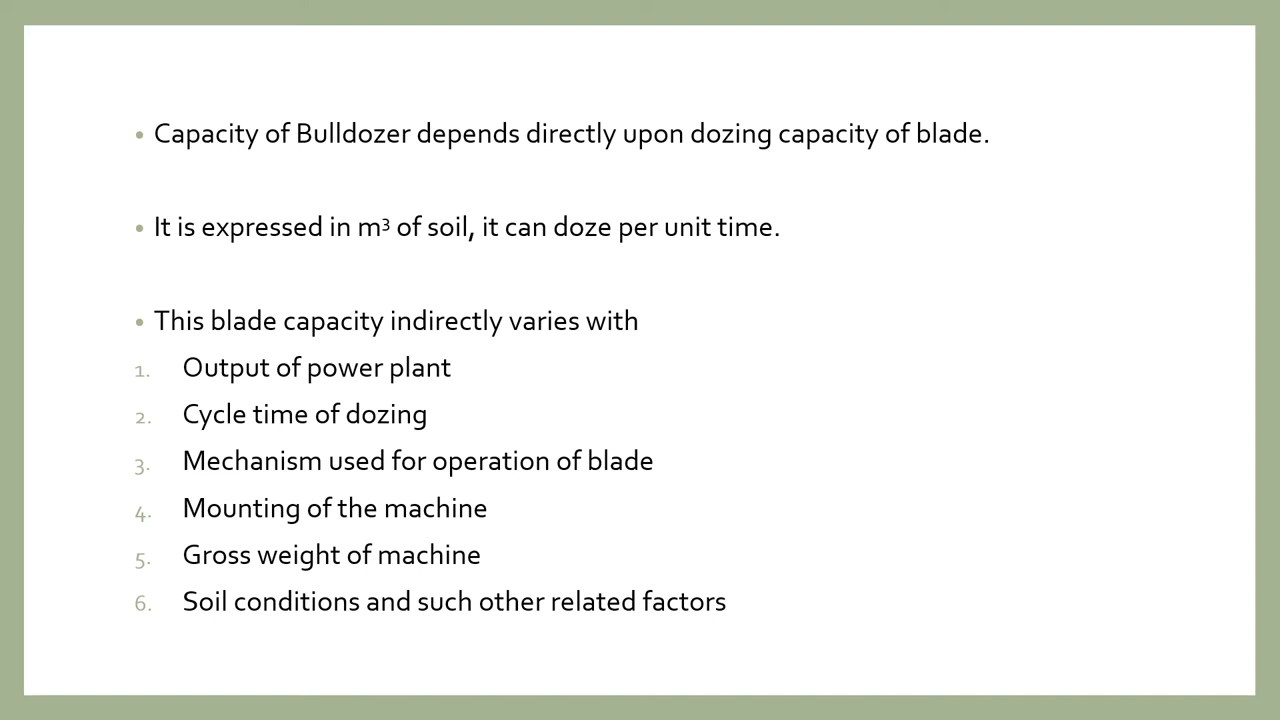 • Capacity of Bulldozer depends directly upon dozing capacity of blade.
• It is expressed in m³ of soil, it can doze per unit time.
• This blade capacity indirectly varies with
1. Output of power plant
2. Cycle time of dozing
3. Mechanism used for operation of blade
4. Mounting of the machine
5. Gross weight of machine
6. Soil conditions and such other related factors